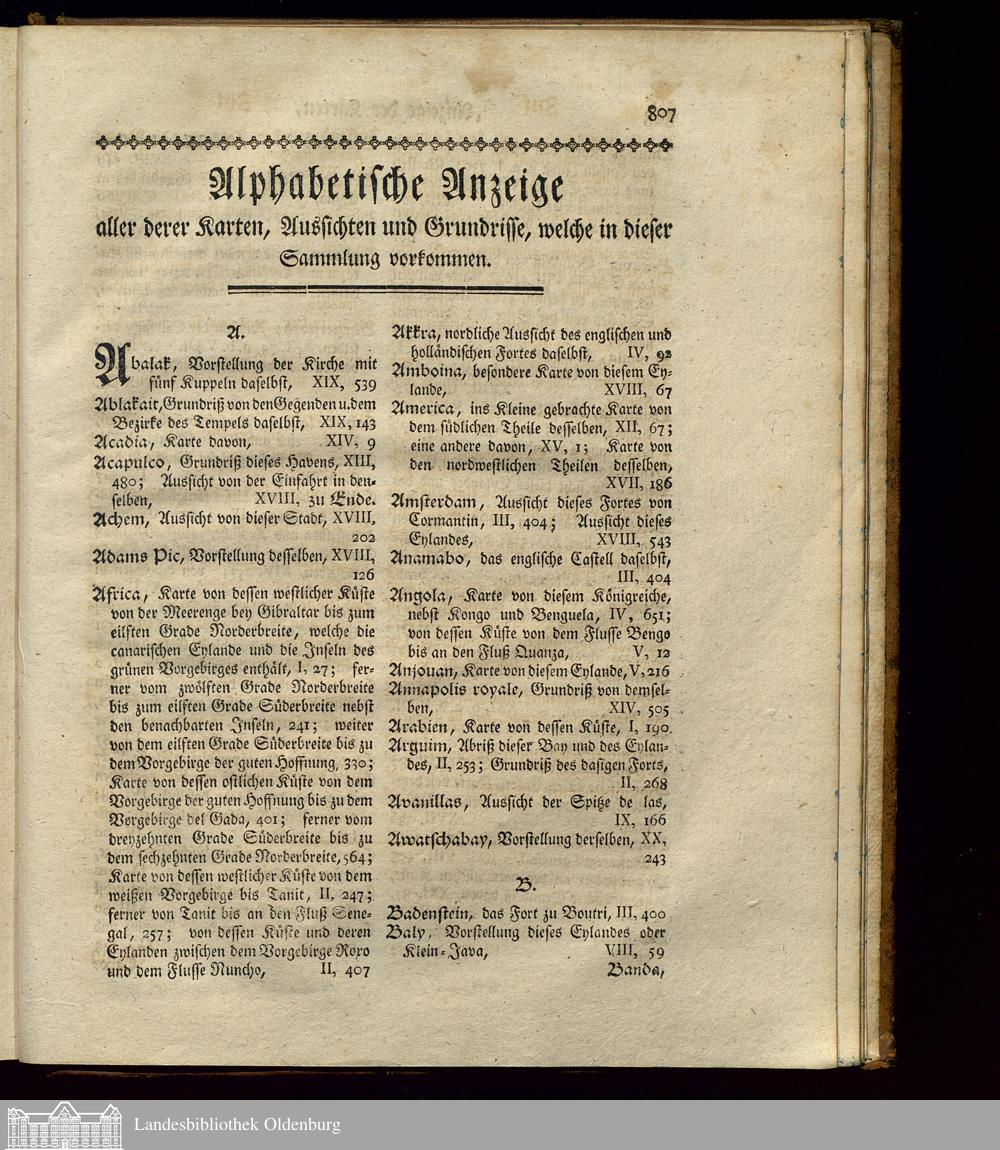 807
Alphabetische Anzeige
aller derer Karten, Aussichten und Grundrisse, welche in dieser
Sammlung vorkommen.
A.
Abalak, Vorstellung der Kirche mit
fünf Kuppeln daselbst, XIX, 539
Ablakait, Grundriß von den Gegenden u. dem
Bezirke des Tempels daselbst, XIX, 143
Acadia, Karte davon, XIV, 9
Acapulco, Grundriß dieses Havens, XIII,
480; Aussicht von der Einfahrt in den-
selben, XVIII, zu Ende.
Achem, Aussicht von dieser Stadt, XVIII,
202
Adams Pic, Vorstellung desselben, XVIII,
126
Africa, Karte von dessen westlicher Küste
von der Meerenge bey Gibraltar bis zum
eilften Grade Norderbreite, welche die
canarischen Eylande und die Inseln des
grünen Vorgebirges enthält, I, 27; fer-
ner vom zwölften Grade Norderbreite
bis zum eilften Grade Süderbreite nebst
den benachbarten Inseln, 241; weiter
von dem eilften Grade Süderbreite bis zu
dem Vorgebirge der guten Hoffnung, 330;
Karte von dessen ostlichen Küste von dem
Vorgebirge der guten Hoffnung bis zu dem
Vorgebirge del Gada, 401; ferner vom
dreyzehnten Grade Süderbreite bis zu
dem sechzehnten Grade Norderbreite, 564;
Karte von dessen westlicher Küste von dem
weißen Vorgebirge bis Tanit, II, 247;
ferner von Tanit bis an den Fluß Sene-
gal, 257; von dessen Küste und deren
Eylanden zwischen dem Vorgebirge Roxo
und dem Flusse Nuncho, II, 407
Akkra, nordliche Aussicht des englischen und
holländischen Fortes daselbst, IV, 92
Amboina, besondere Karte von diesem Ey-
lande, XVIII, 67
America, ins Kleine gebrachte Karte von
dem südlichen Theile desselben, XII, 67;
eine andere davon, XV, 1; Karte von
den nordwestlichen Theilen desselben,
XVII, 186
Amsterdam, Aussicht dieses Fortes von
Cormantin, III, 404; Aussicht dieses
Eylandes, XVIII, 543
Anamabo, das englische Castell daselbst,
III, 404
Angola, Karte von diesem Königreiche,
nebst Kongo und Benguela, IV, 651;
von dessen Küste von dem Flusse Bengo
bis an den Fluß Quanza, V, 12
Anjouan, Karte von diesem Eylande, V, 216
Annapolis royale, Grundriß von demsel-
ben, XIV, 505
Arabien, Karte von dessen Küste, I, 190.
Arguim, Abriß dieser Bay und des Eylan-
des, II, 253; Grundriß des dasigen Forts,
II, 268
Avanillas, Aussicht der Spitze de las,
IX, 166
Awatschabay, Vorstellung derselben, XX,
243
B.
Badenstein, das Fort zu Boutri, III, 400
Baly, Vorstellung dieses Eylandes oder
Klein-Java, VIII, 59
Banda,
Landesbibliothek Oldenburg